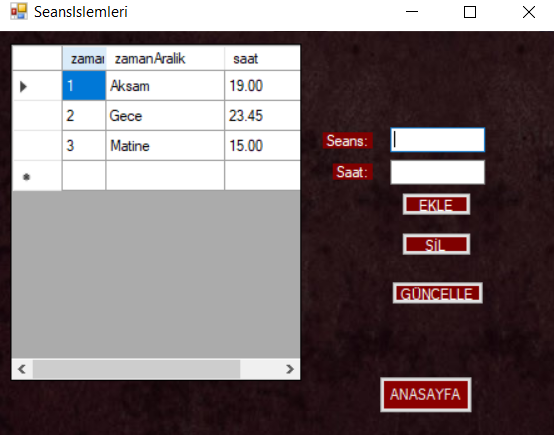 SeansIslemleri
zamar zamanAralik saat
1 Aksam 19.00
2 Gece 23.45
3 Matine 15.00
Seans:
Saat:
EKLE
SİL
GÜNCELLE
ANASAYFA